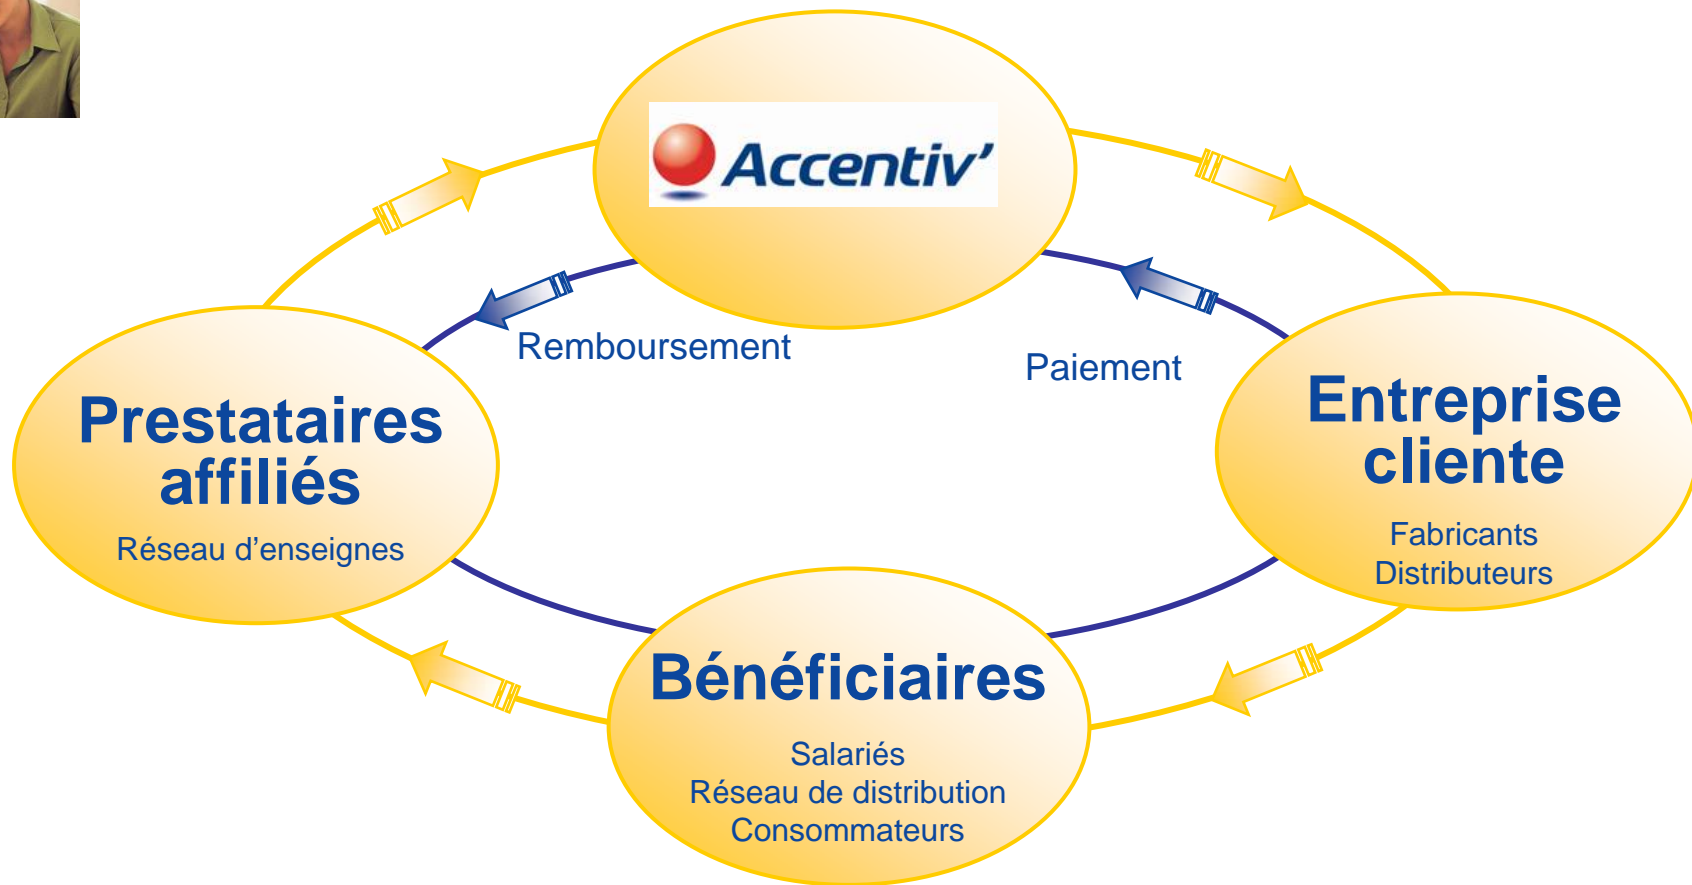 Accentiv’
Remboursement
Paiement
Prestataires
affiliés
Réseau d’enseignes
Entreprise
cliente
Fabricants
Distributeurs
Bénéficiaires
Salariés
Réseau de distribution
Consommateurs